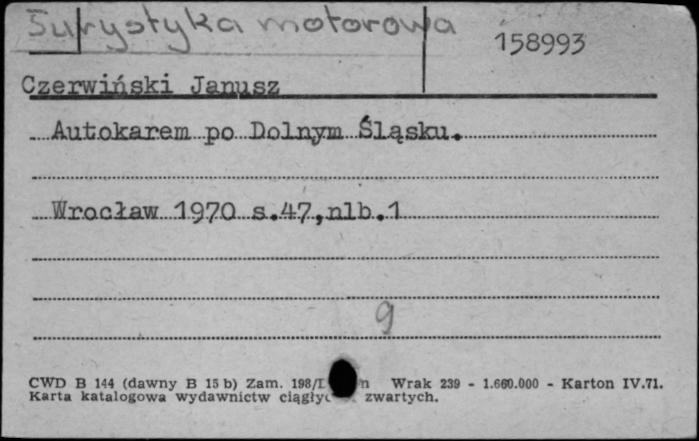 Turystyka motorowa
158993
Czerwiński Janusz
Autokarem po Dolnym Śląsku.
Wrocław 1970 s.47,nlb.1
9
CWD B 144 (dawny B 15 b) Zam. 198/ Wrak 239 - 1.660.000 - Karton IV.71.
Karta katalogowa wydawnictw zwartych.